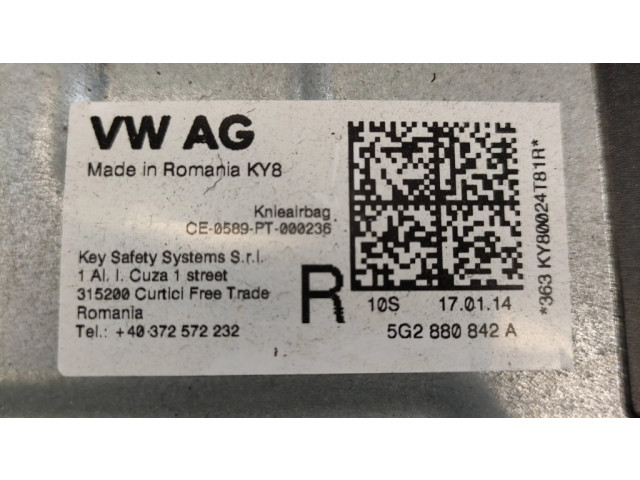 VW AG
Made in Romania KY8
Knieairbag
CE-0589-PT-000236
Key Safety Systems S.r.l.
1 Al. I. Cuza 1 street
315200 Curtici Free Trade
Romania
Tel.: +40 372 572 232
R
10S 17.01.14
5G2 880 842 A
*363 KY80024T81R*